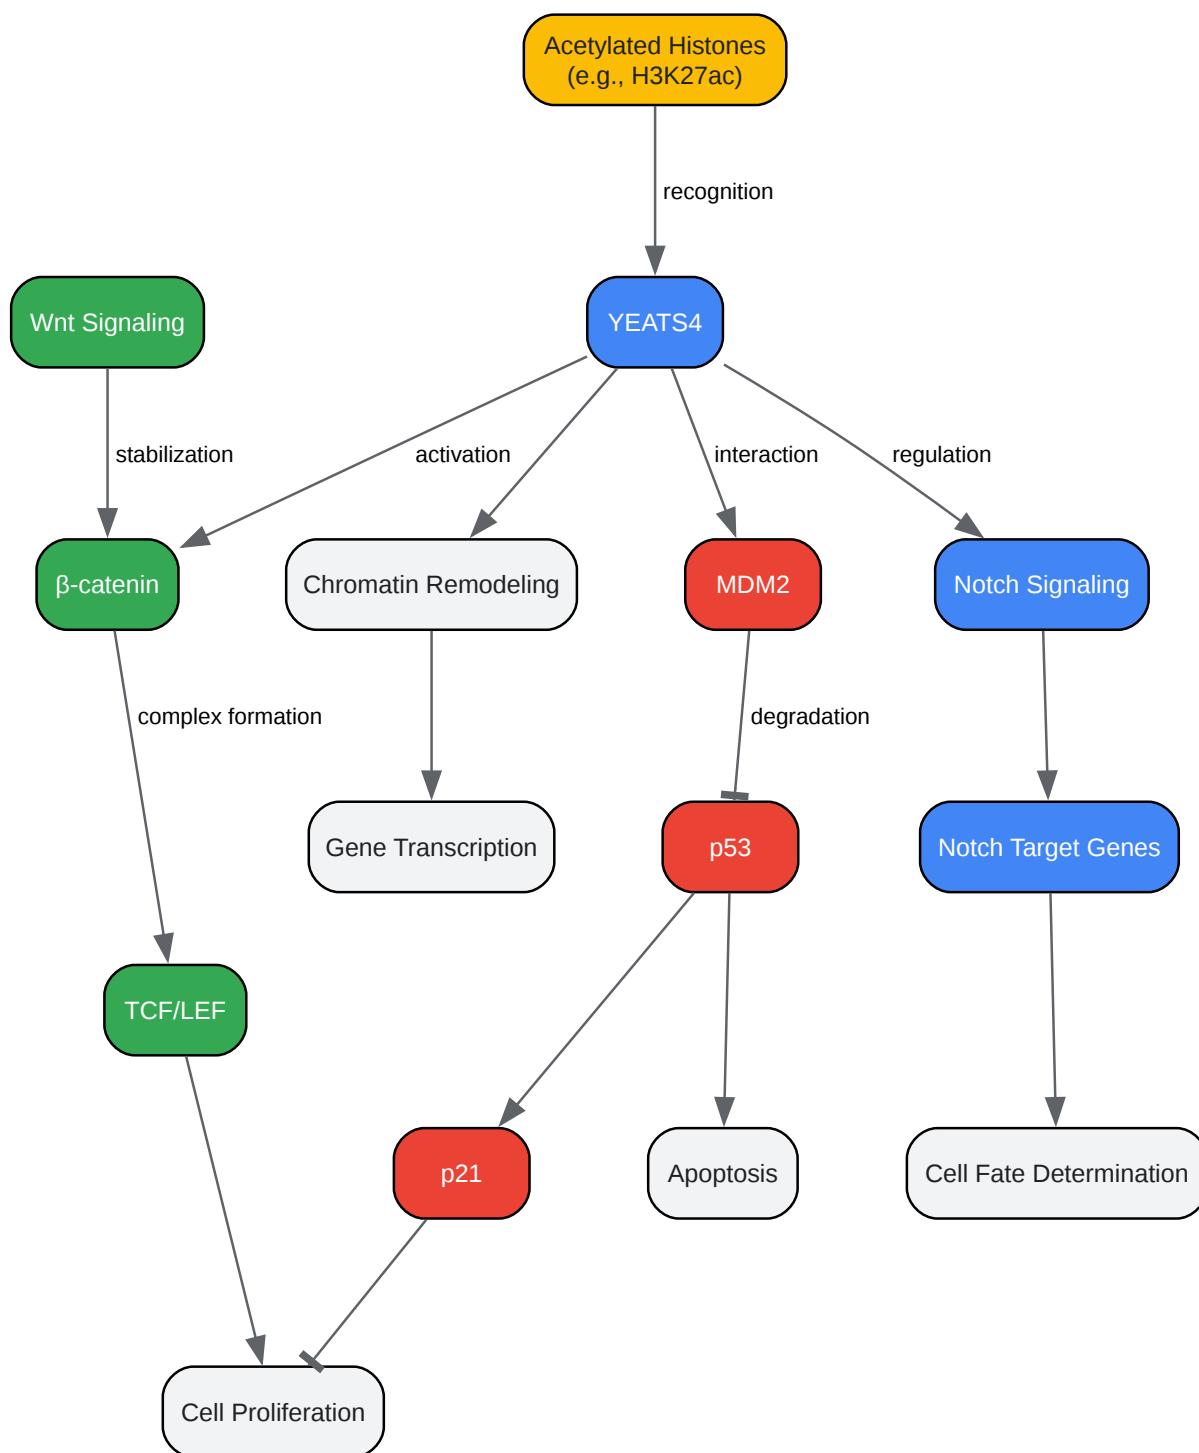 Acetylated Histones
(e.g., H3K27ac)
recognition
Wnt Signaling
YEATS4
stabilization
activation
interaction
regulation
β-catenin
Chromatin Remodeling
MDM2
Notch Signaling
complex formation
degradation
Gene Transcription
p53
Notch Target Genes
TCF/LEF
p21
Apoptosis
Cell Fate Determination
Cell Proliferation